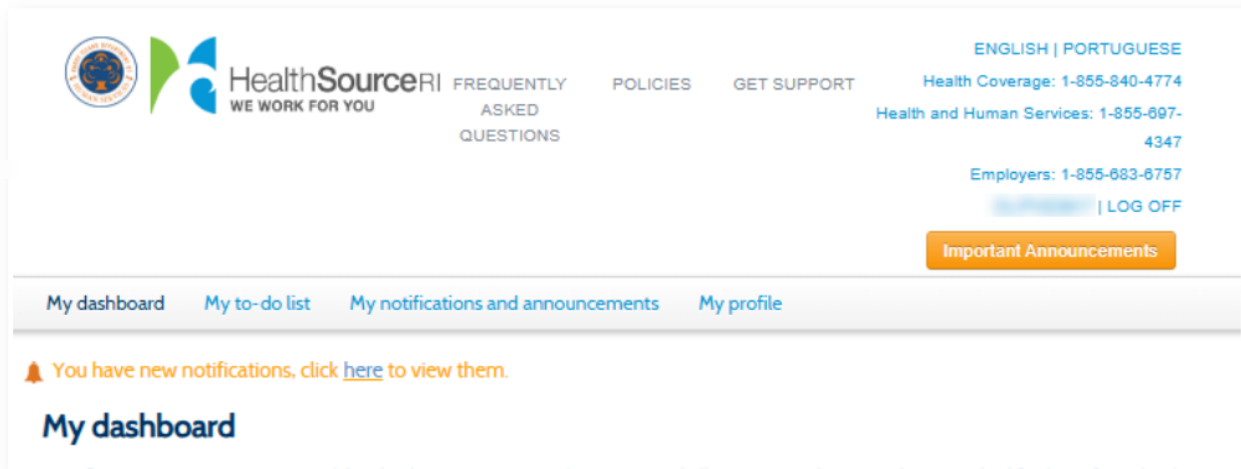 HealthSourceRI
WE WORK FOR YOU
FREQUENTLY
ASKED
QUESTIONS
POLICIES
GET SUPPORT
ENGLISH | PORTUGUESE
Health Coverage: 1-855-840-4774
Health and Human Services: 1-855-697-
4347
Employers: 1-855-683-6757
| LOG OFF
Important Announcements
My dashboard My to-do list My notifications and announcements My profile
You have new notifications, click here to view them.
My dashboard